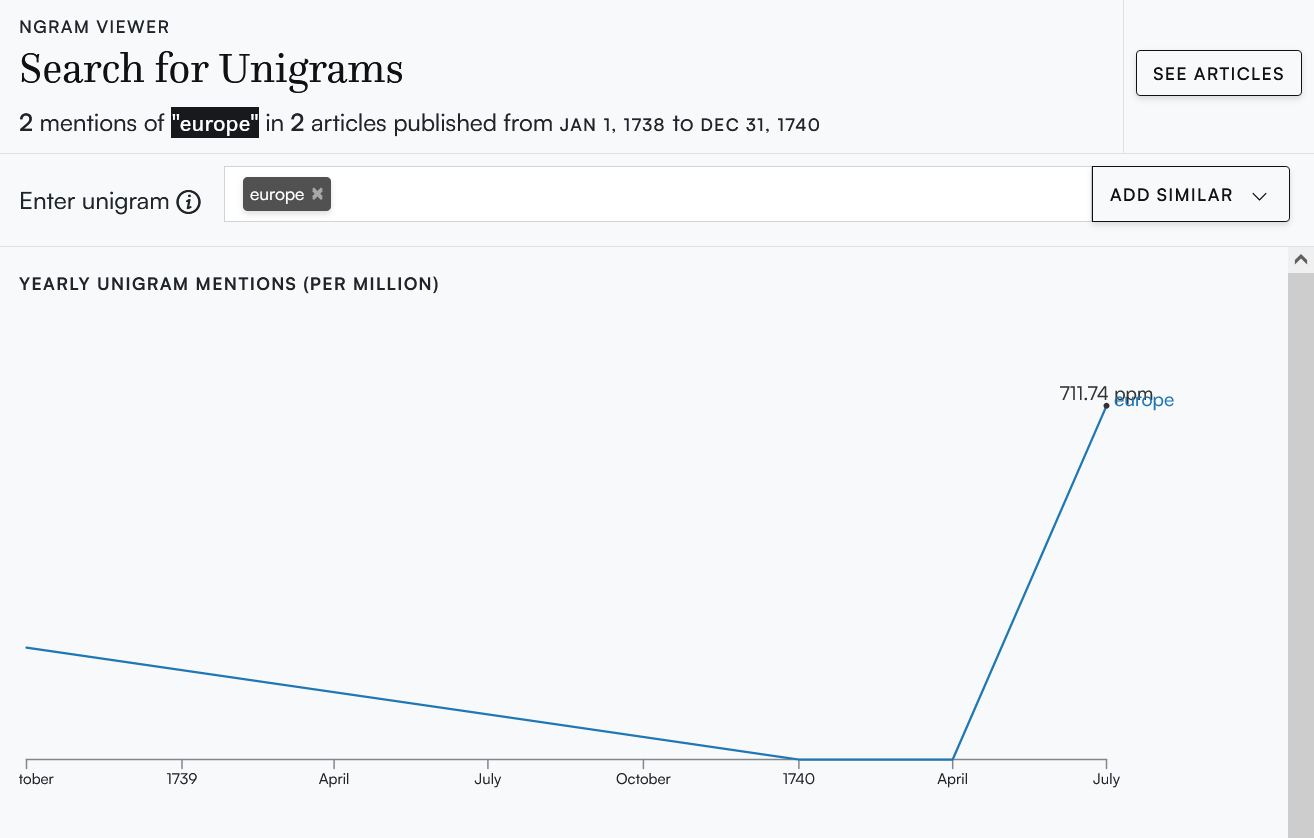 NGRAM VIEWER
Search for Unigrams
2 mentions of "europe" in 2 articles published from JAN 1, 1738 to DEC 31, 1740
SEE ARTICLES
Enter unigram
europe
ADD SIMILAR
YEARLY UNIGRAM MENTIONS (PER MILLION)
711.74 ppm
europe
tober 1739 April July October 1740 April July